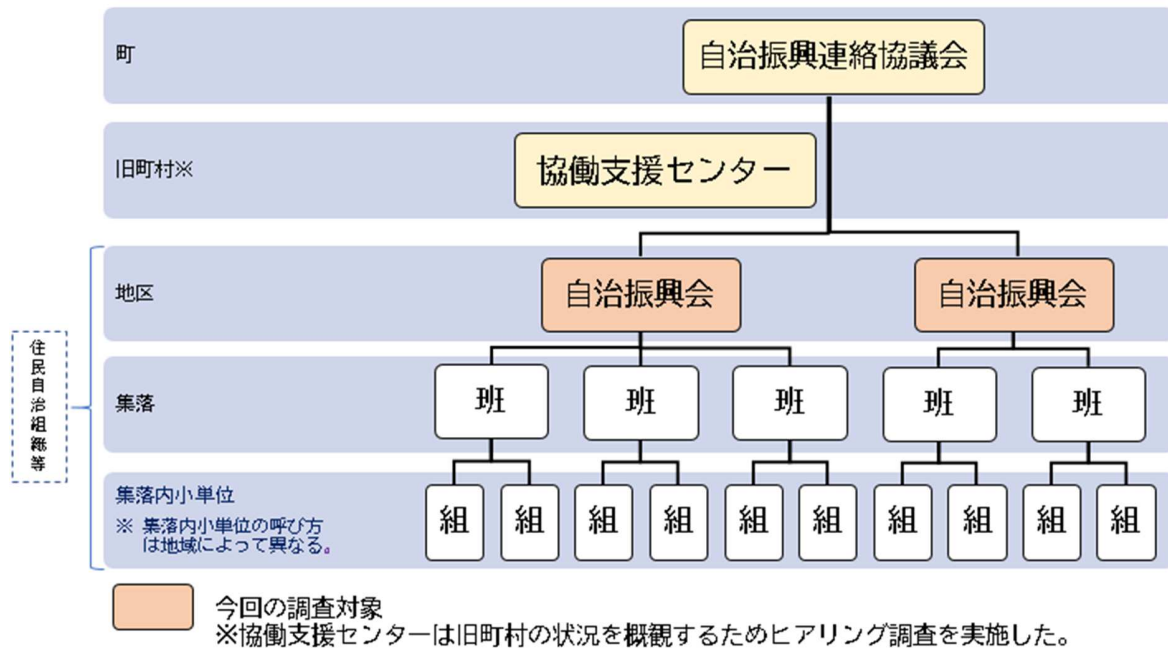 町
自治振興連絡協議会
旧町村※
協働支援センター
住民自治組織等
地区
自治振興会
自治振興会
集落
班
班
班
班
班
集落内小単位
※ 集落内小単位の呼び方
は地域によって異なる。
組
組
組
組
組
組
組
組
組
組
今回の調査対象
※協働支援センターは旧町村の状況を概観するためヒアリング調査を実施した。